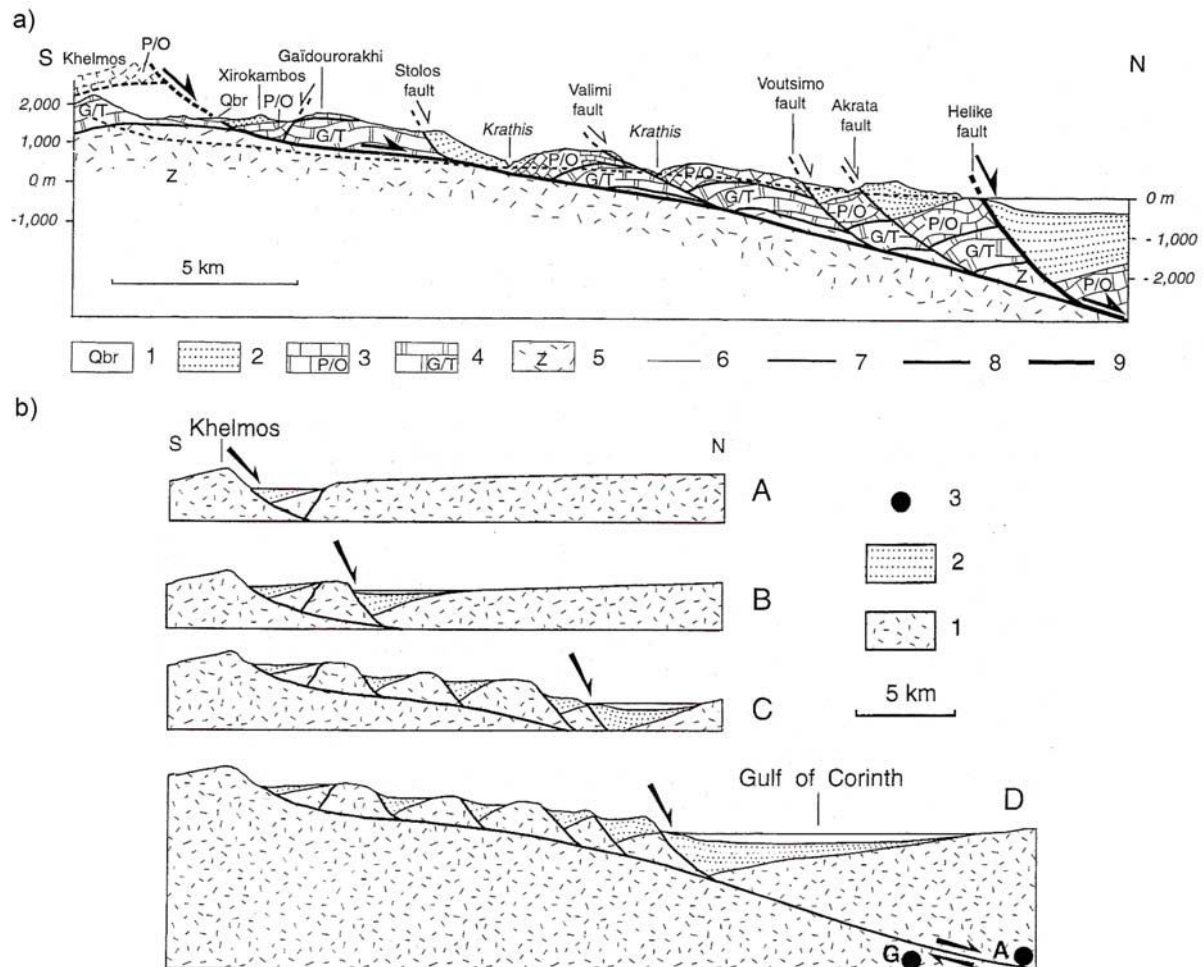 a)
S
N
Khelmos
P/O
Xirokambos
Gaïdourorakhi
Stolos
fault
Krathis
Valimi
fault
Krathis
Voutsimo
fault
Akrata
fault
Helike
fault
2,000
1,000
0 m
-1,000
Qbr
P/O
G/T
G/T
Z
P/O
G/T
P/O
G/T
P/O
G/T
P/O
G/T
Z
P/O
0 m
- 1,000
- 2,000
5 km
Qbr 1
2
P/O 3
G/T 4
Z 5
6
7
8
9
b)
Khelmos
S
N
A
B
C
3
2
1
5 km
Gulf of Corinth
D
G
A